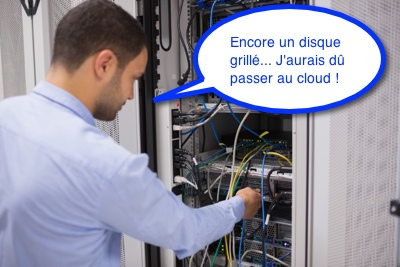 Encore un disque
grillé... J'aurais dû
passer au cloud !